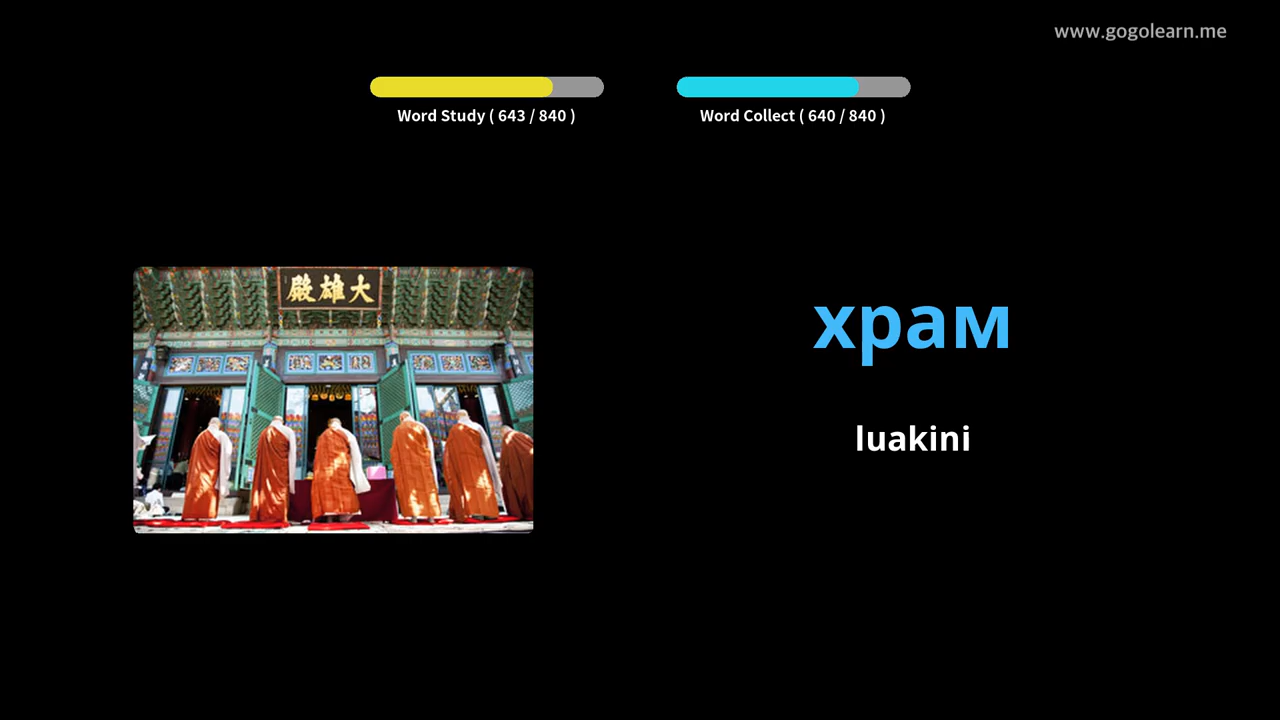 www.gogolearn.me
Word Study ( 643 / 840 )
Word Collect ( 640 / 840 )
殿雄大
храм
luakini